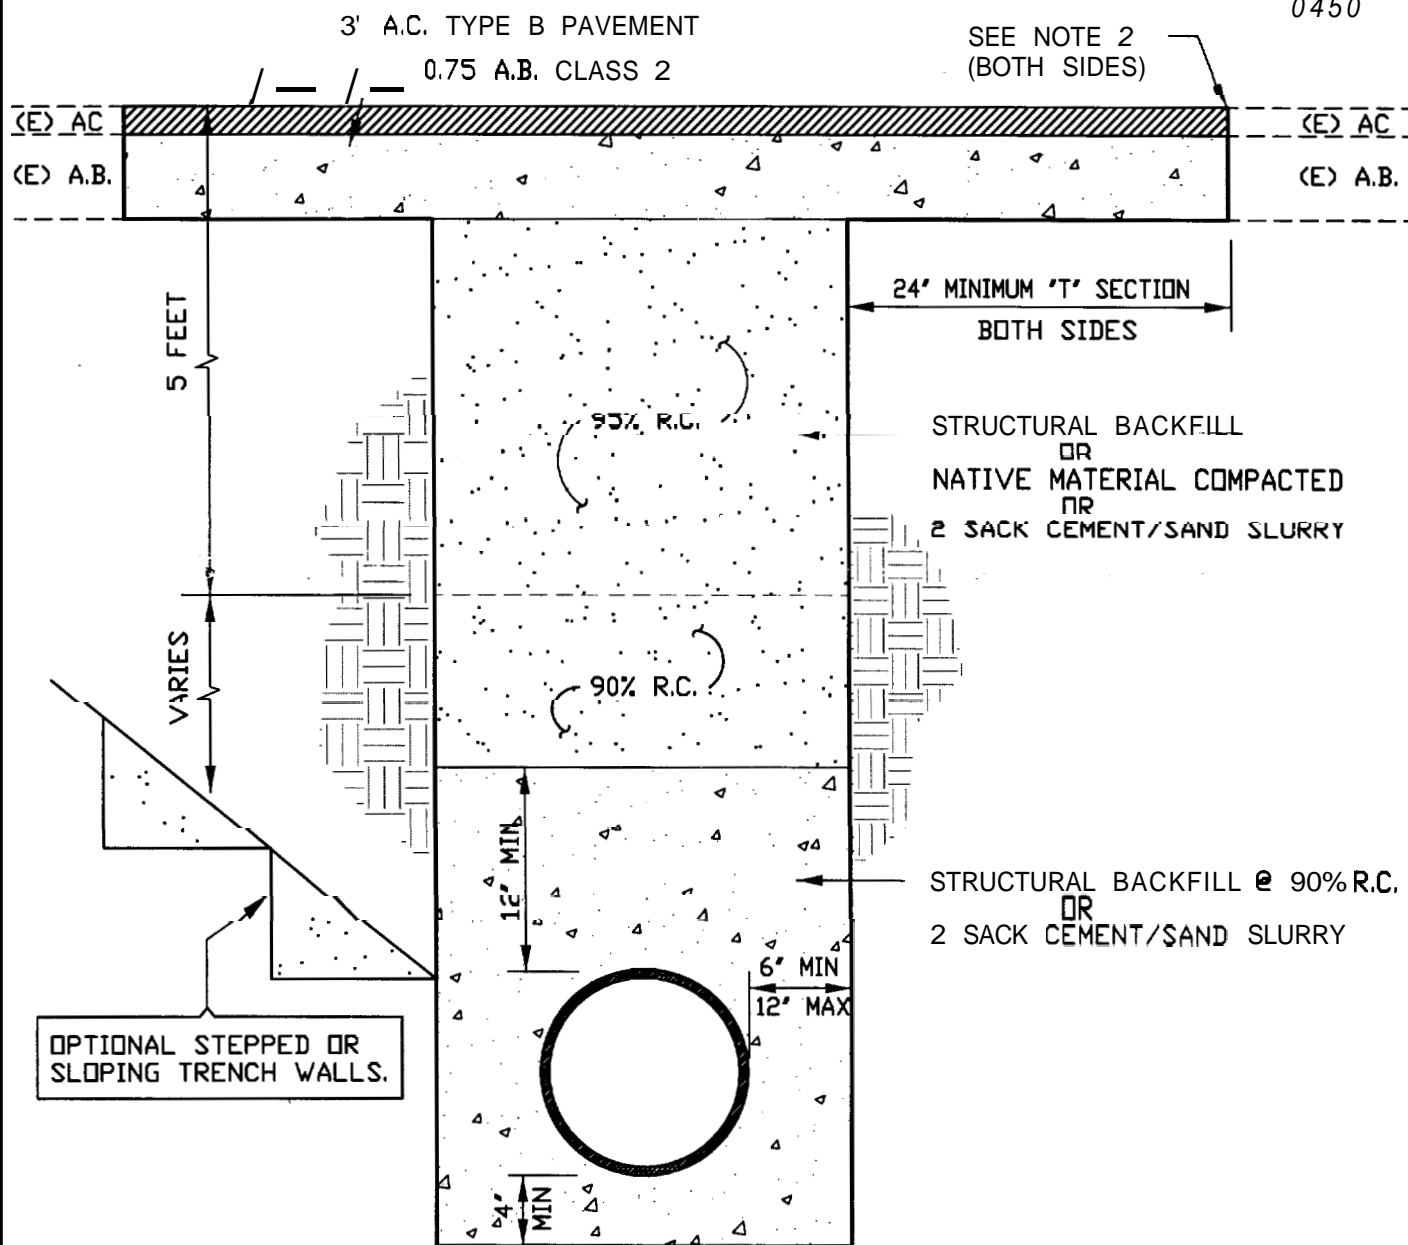 0450
3' A.C. TYPE B PAVEMENT
0.75 A.B. CLASS 2
SEE NOTE 2
(BOTH SIDES)
(E) AC
(E) AC
(E) A.B.
(E) A.B.
24" MINIMUM "T" SECTION
BOTH SIDES
5 FEET
95% R.C.
STRUCTURAL BACKFILL
OR
NATIVE MATERIAL COMPACTED
OR
2 SACK CEMENT/SAND SLURRY
VARIES
90% R.C.
12" MIN
STRUCTURAL BACKFILL @ 90% R.C.
OR
2 SACK CEMENT/SAND SLURRY
6" MIN
12" MAX
OPTIONAL STEPPED OR
SLOPING TRENCH WALLS.
4"
MIN